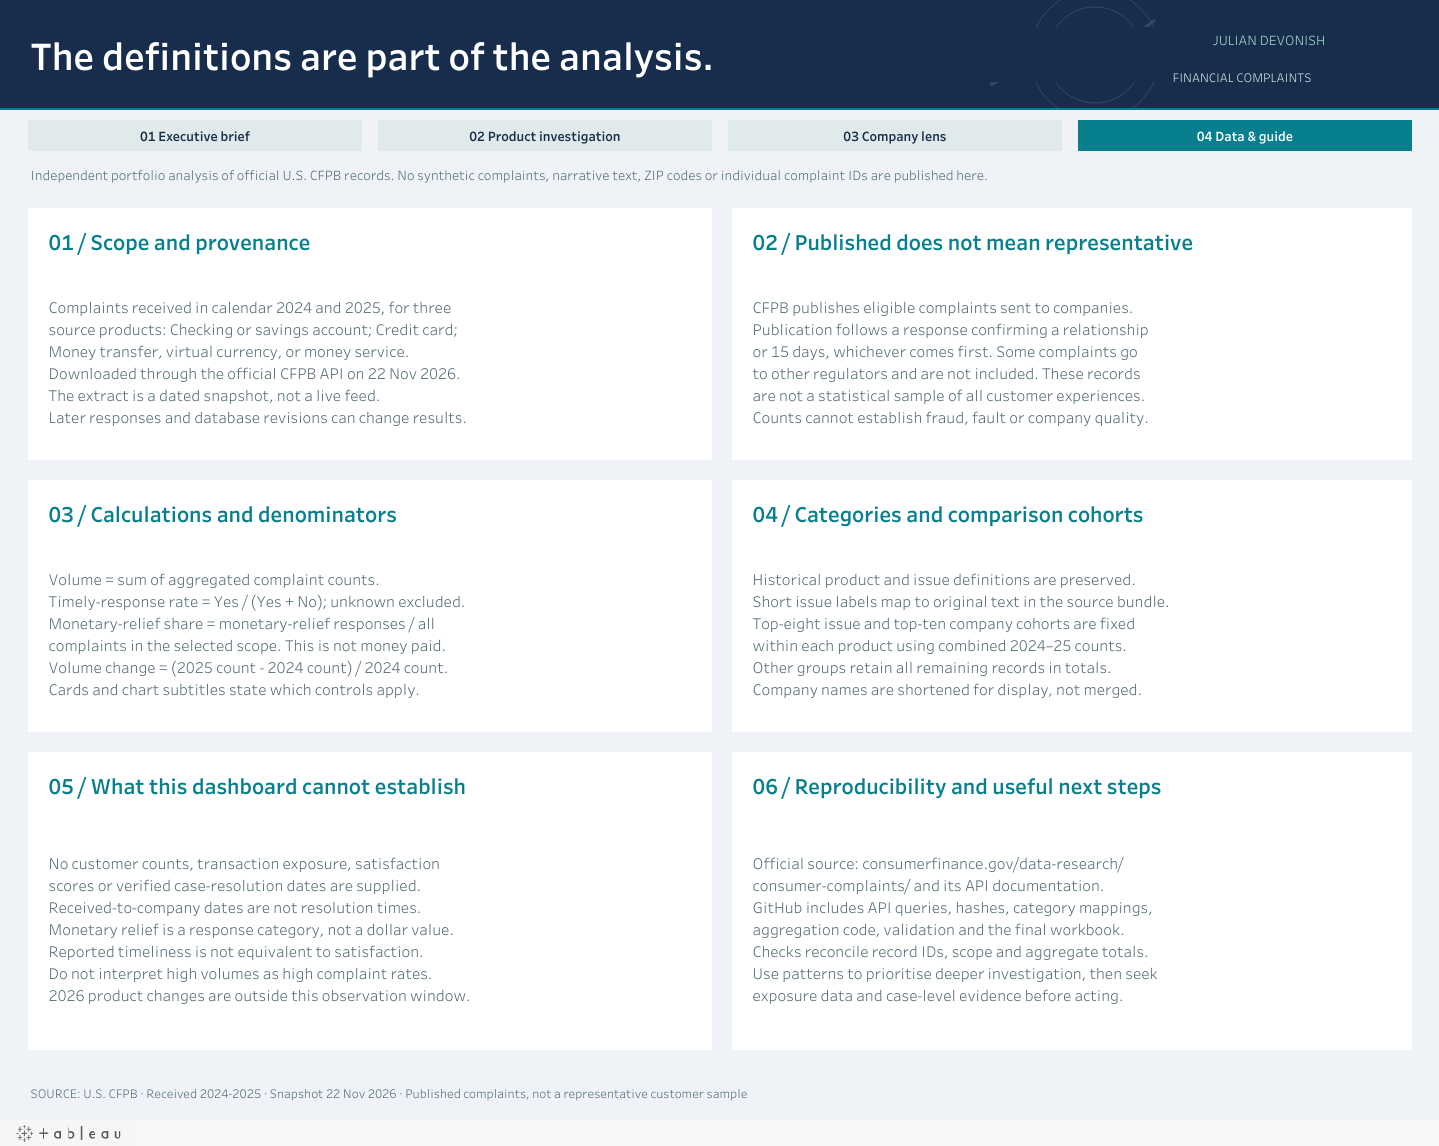 The definitions are part of the analysis.
JULIAN DEVONISH
FINANCIAL COMPLAINTS
01 Executive brief
02 Product investigation
03 Company lens
04 Data & guide
Independent portfolio analysis of official U.S. CFPB records. No synthetic complaints, narrative text, ZIP codes or individual complaint IDs are published here.
01 / Scope and provenance
Complaints received in calendar 2024 and 2025, for three
source products: Checking or savings account; Credit card;
Money transfer, virtual currency, or money service.
Downloaded through the official CFPB API on 22 Nov 2026.
The extract is a dated snapshot, not a live feed.
Later responses and database revisions can change results.
02 / Published does not mean representative
CFPB publishes eligible complaints sent to companies.
Publication follows a response confirming a relationship
or 15 days, whichever comes first. Some complaints go
to other regulators and are not included. These records
are not a statistical sample of all customer experiences.
Counts cannot establish fraud, fault or company quality.
03 / Calculations and denominators
Volume = sum of aggregated complaint counts.
Timely-response rate = Yes / (Yes + No); unknown excluded.
Monetary-relief share = monetary-relief responses / all
complaints in the selected scope. This is not money paid.
Volume change = (2025 count - 2024 count) / 2024 count.
Cards and chart subtitles state which controls apply.
04 / Categories and comparison cohorts
Historical product and issue definitions are preserved.
Short issue labels map to original text in the source bundle.
Top-eight issue and top-ten company cohorts are fixed
within each product using combined 2024–25 counts.
Other groups retain all remaining records in totals.
Company names are shortened for display, not merged.
05 / What this dashboard cannot establish
No customer counts, transaction exposure, satisfaction
scores or verified case-resolution dates are supplied.
Received-to-company dates are not resolution times.
Monetary relief is a response category, not a dollar value.
Reported timeliness is not equivalent to satisfaction.
Do not interpret high volumes as high complaint rates.
2026 product changes are outside this observation window.
06 / Reproducibility and useful next steps
Official source: consumerfinance.gov/data-research/
consumer-complaints/ and its API documentation.
GitHub includes API queries, hashes, category mappings,
aggregation code, validation and the final workbook.
Checks reconcile record IDs, scope and aggregate totals.
Use patterns to prioritise deeper investigation, then seek
exposure data and case-level evidence before acting.
SOURCE: U.S. CFPB · Received 2024-2025 · Snapshot 22 Nov 2026 · Published complaints, not a representative customer sample
+ableau